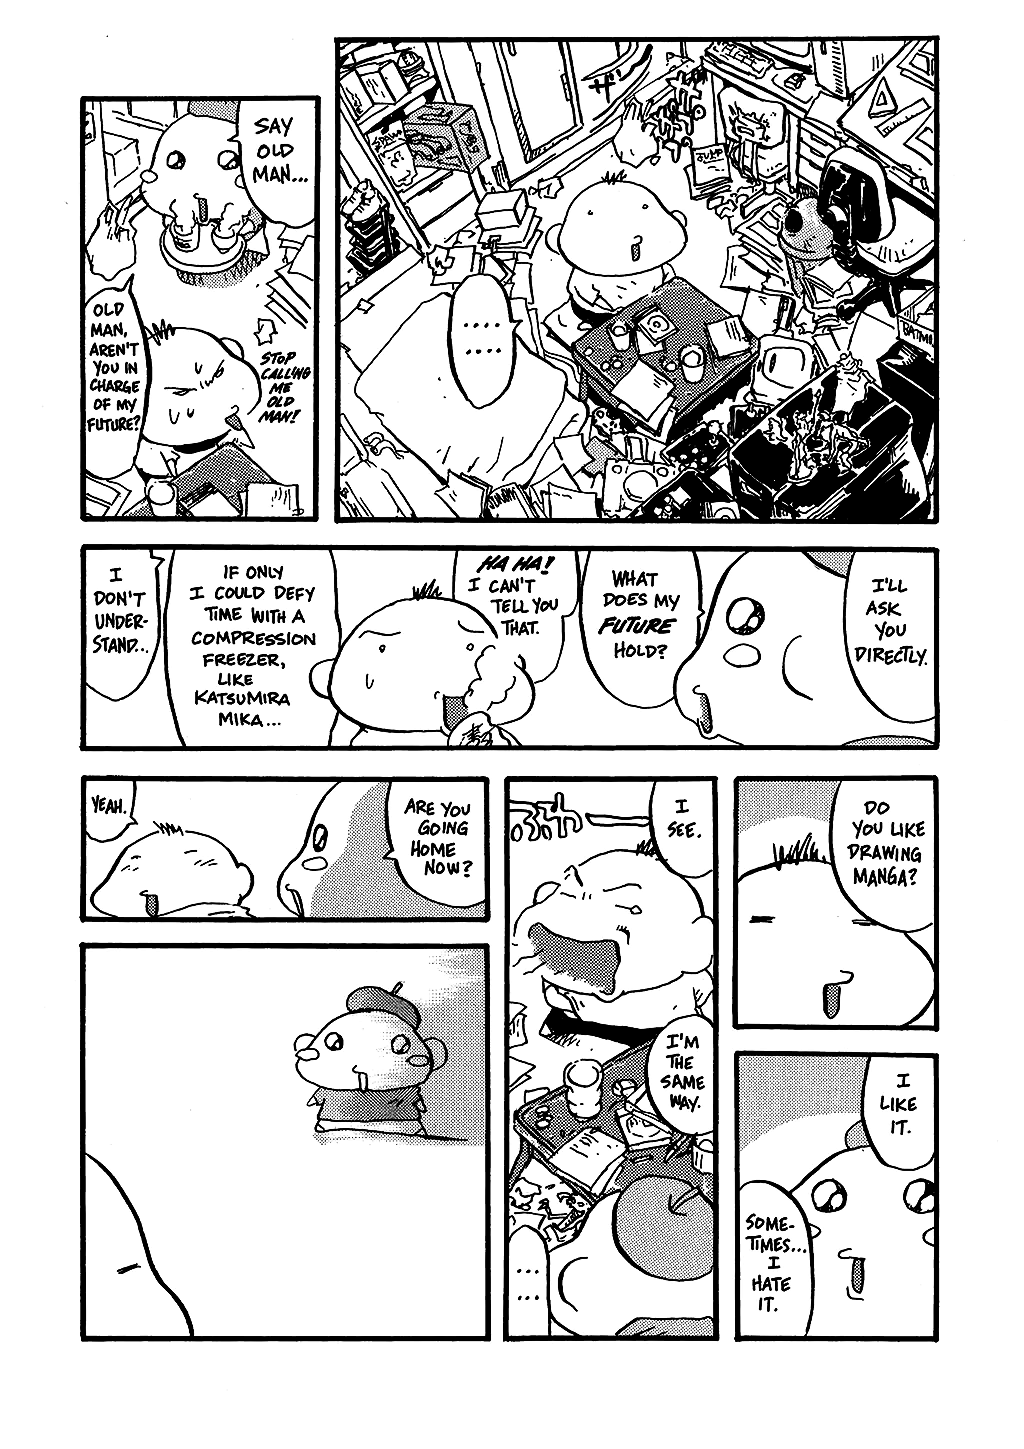 ....
....
SAY
OLD
MAN...
STOP
CALLING
ME
OLD
MAN!
OLD
MAN,
AREN'T
YOU IN
CHARGE
OF MY
FUTURE?
I'LL
ASK
YOU
DIRECTLY.
WHAT
DOES MY
FUTURE
HOLD?
HA HA!
I CAN'T
TELL YOU
THAT.
IF ONLY
I COULD DEFY
TIME WITH A
COMPRESSION
FREEZER,
LIKE
KATSUMIRA
MIKA...
I
DON'T
UNDER-
STAND...
DO
YOU LIKE
DRAWING
MANGA?
I
LIKE
IT.
SOME-
TIMES...
I
HATE
IT.
I
SEE.
I'M
THE
SAME
WAY.
...
...
ARE YOU
GOING
HOME
NOW?
YEAH.